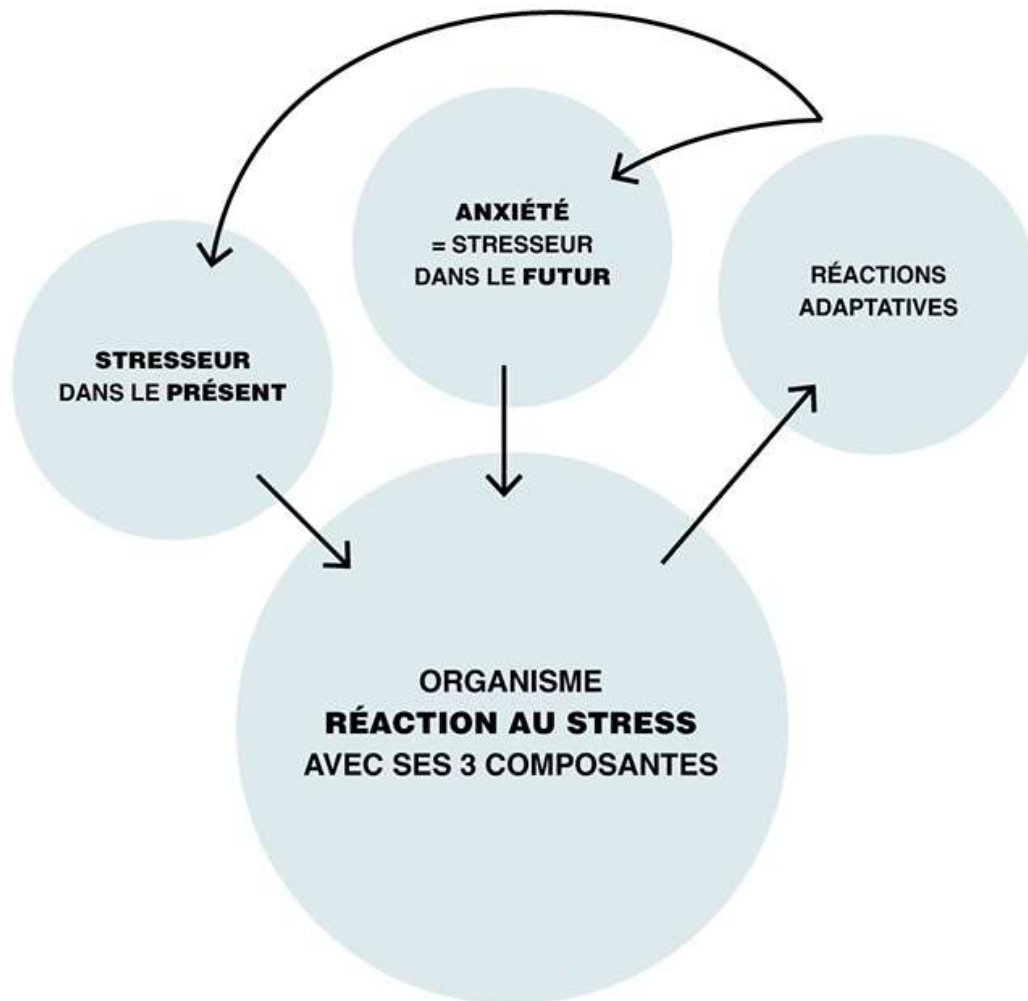 ANXIÉTÉ
= STRESSEUR
DANS LE FUTUR
RÉACTIONS
ADAPTATIVES
STRESSEUR
DANS LE PRÉSENT
ORGANISME
RÉACTION AU STRESS
AVEC SES 3 COMPOSANTES